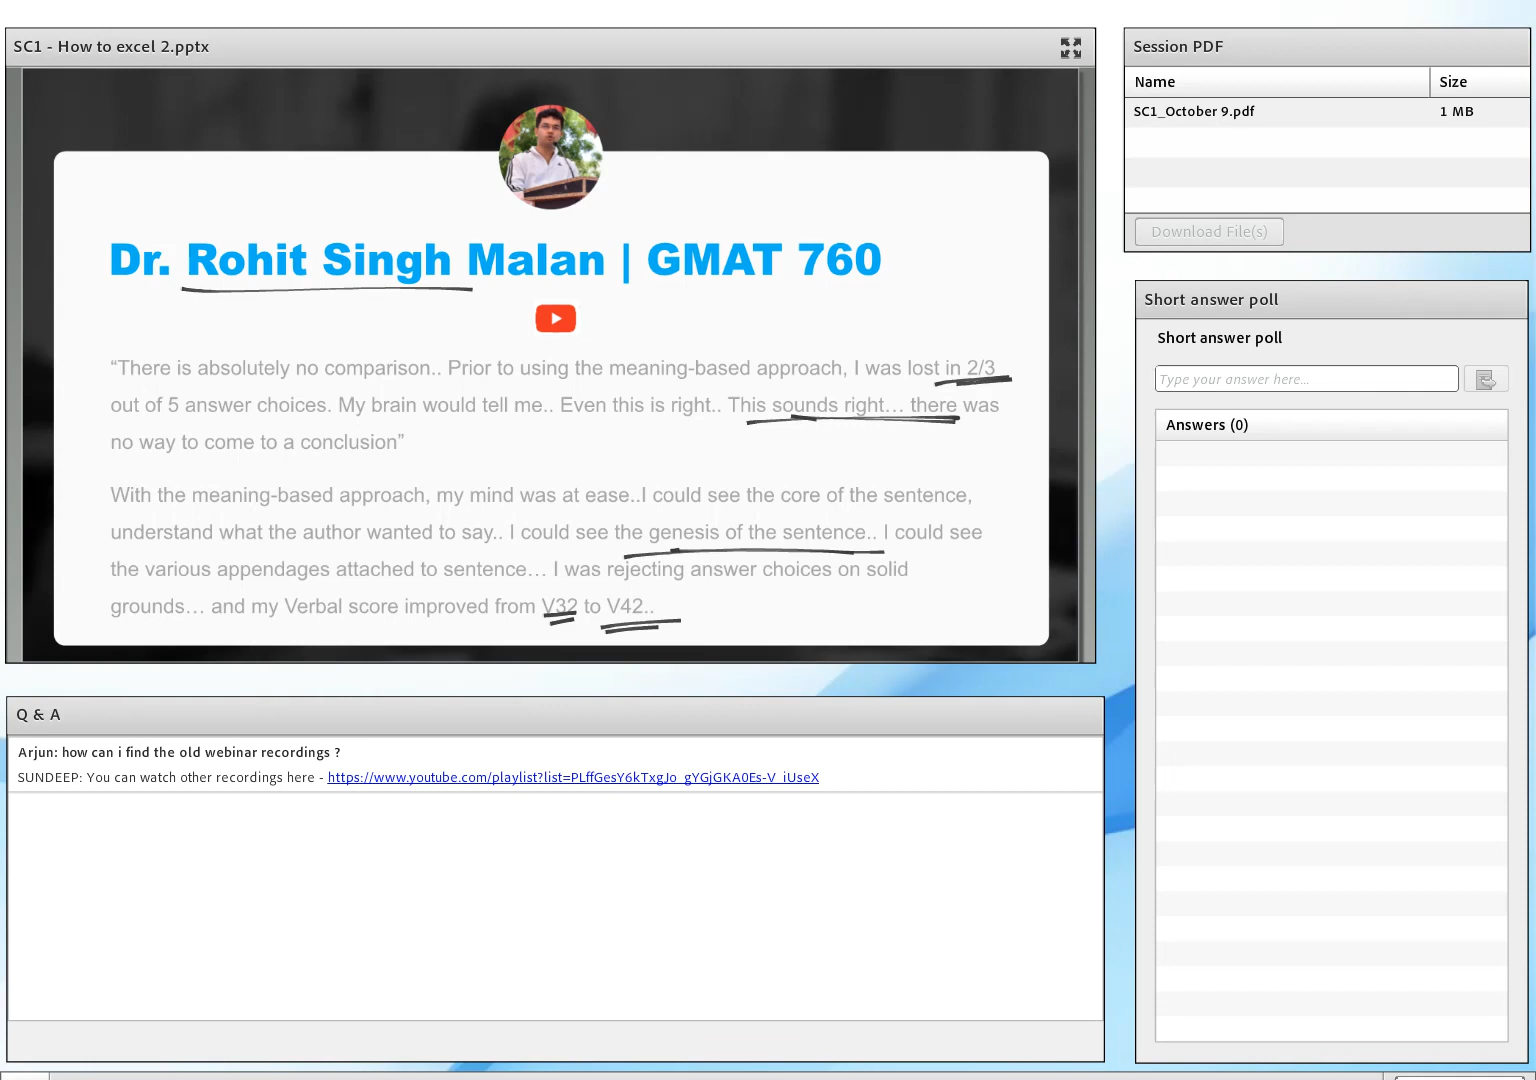 SC1 - How to excel 2.pptx
Dr. Rohit Singh Malan | GMAT 760
“There is absolutely no comparison.. Prior to using the meaning-based approach, I was lost in 2/3
out of 5 answer choices. My brain would tell me.. Even this is right.. This sounds right… there was
no way to come to a conclusion”
With the meaning-based approach, my mind was at ease..I could see the core of the sentence,
understand what the author wanted to say.. I could see the genesis of the sentence.. I could see
the various appendages attached to sentence… I was rejecting answer choices on solid
grounds… and my Verbal score improved from V32 to V42..
Q & A
Arjun: how can i find the old webinar recordings ?
SUNDEEP: You can watch other recordings here - https://www.youtube.com/playlist?list=PLffGesY6kTxgJo_gYGjGKA0Es-V_iUseX
Session PDF
Name Size
SC1_October 9.pdf 1 MB
Download File(s)
Short answer poll
Short answer poll
Type your answer here...
Answers (0)